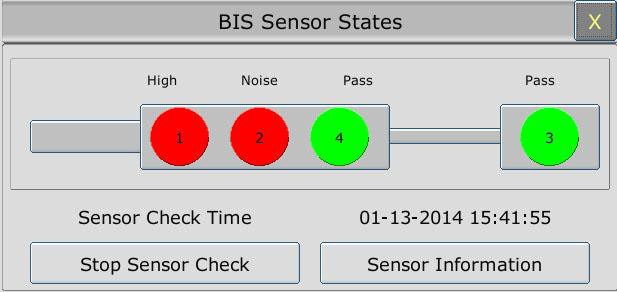 BIS Sensor States X
High Noise Pass Pass
1 2 4 3
Sensor Check Time 01-13-2014 15:41:55
Stop Sensor Check Sensor Information